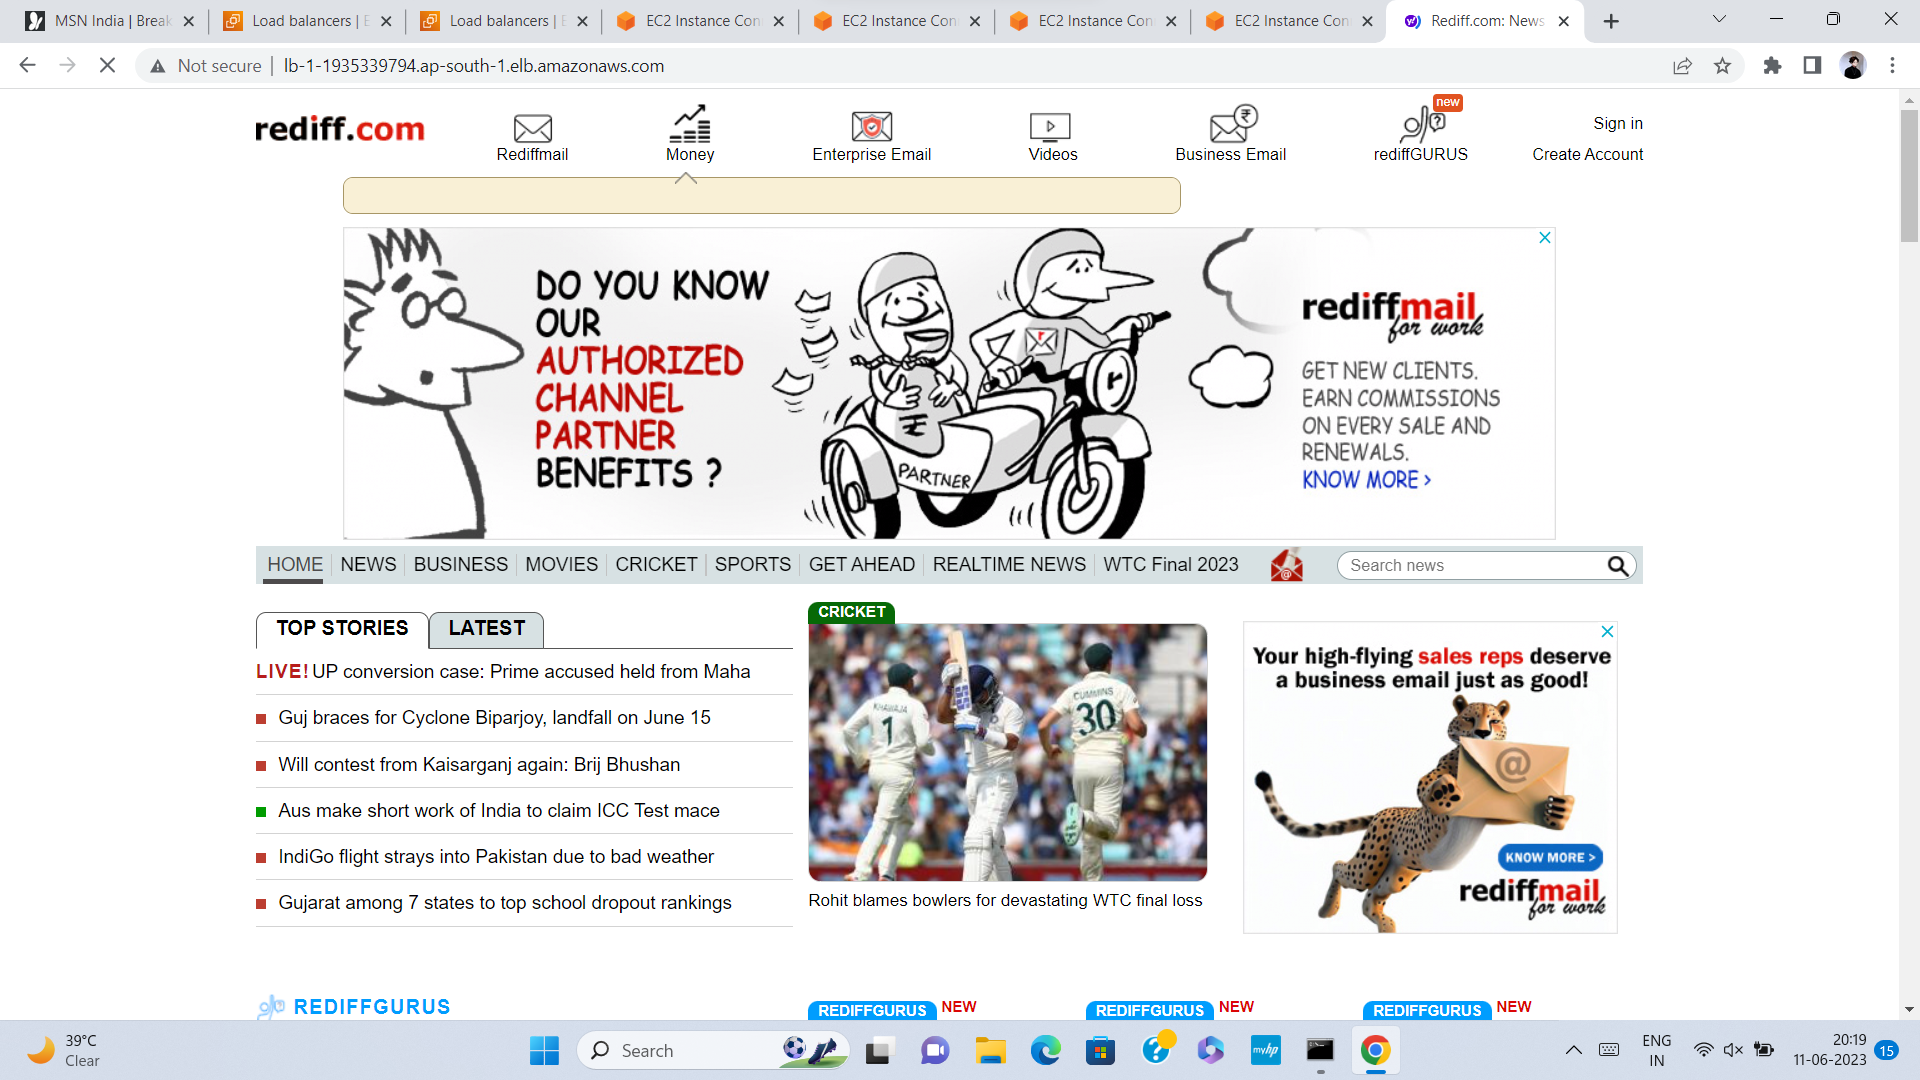 MSN India | Break
Load balancers | E
Load balancers | E
EC2 Instance Con
EC2 Instance Con
EC2 Instance Con
EC2 Instance Con
Rediff.com: News
Not secure
lb-1-1935339794.ap-south-1.elb.amazonaws.com
rediff.com
Rediffmail
Money
Enterprise Email
Videos
Business Email
new
rediffGURUS
Sign in
Create Account
DO YOU KNOW
OUR
AUTHORIZED
CHANNEL
PARTNER
BENEFITS ?
PARTNER
r
rediffmail
for work
GET NEW CLIENTS.
EARN COMMISSIONS
ON EVERY SALE AND
RENEWALS.
KNOW MORE >
HOME
NEWS
BUSINESS
MOVIES
CRICKET
SPORTS
GET AHEAD
REALTIME NEWS
WTC Final 2023
Search news
TOP STORIES
LATEST
LIVE! UP conversion case: Prime accused held from Maha
Guj braces for Cyclone Biparjoy, landfall on June 15
Will contest from Kaisarganj again: Brij Bhushan
Aus make short work of India to claim ICC Test mace
IndiGo flight strays into Pakistan due to bad weather
Gujarat among 7 states to top school dropout rankings
CRICKET
KHAWAJA
1
CUMMINS
30
Rohit blames bowlers for devastating WTC final loss
Your high-flying sales reps deserve
a business email just as good!
@
KNOW MORE >
rediffmail
for work
REDIFFGURUS
REDIFFGURUS NEW
REDIFFGURUS NEW
REDIFFGURUS NEW
39°C
Clear
Search
myhp
ENG
IN
20:19
11-06-2023
15